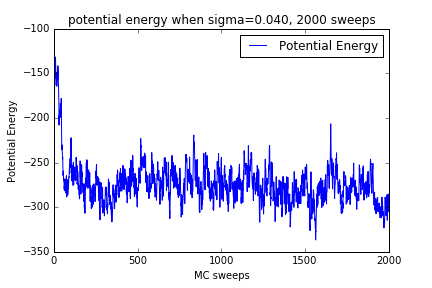 potential energy when sigma=0.040, 2000 sweeps
Potential Energy
−100
−150
−200
−250
−300
−350
Potential Energy
0
500
1000
1500
2000
MC sweeps